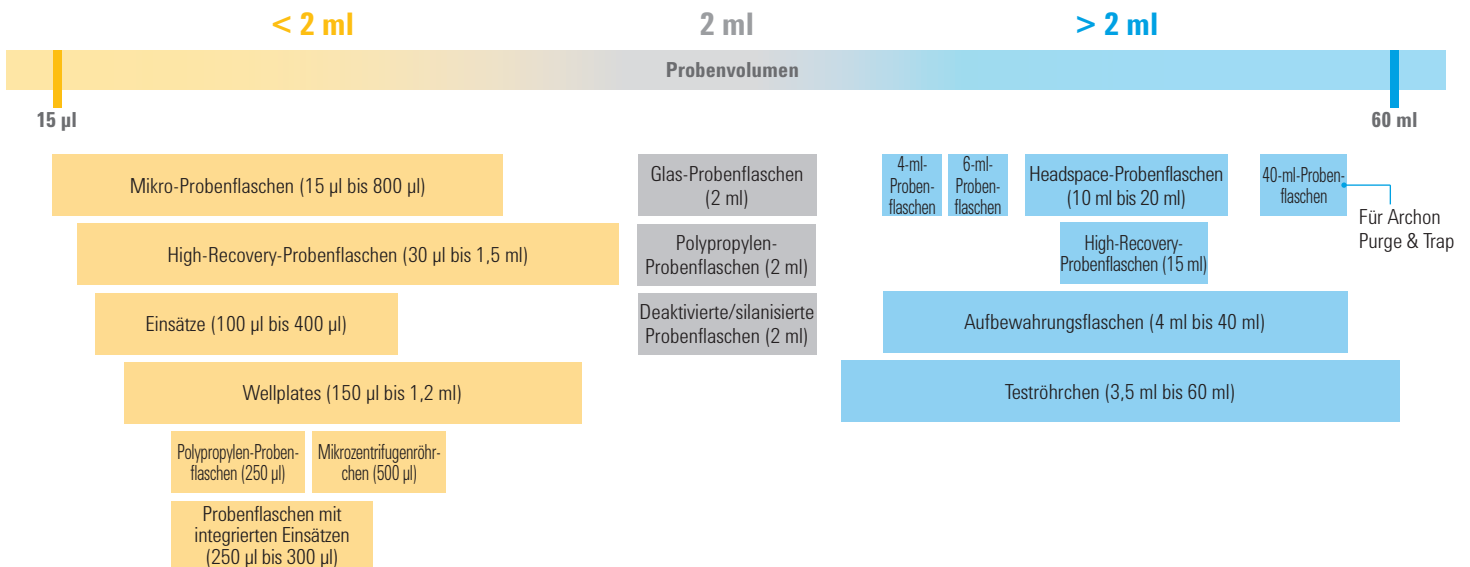 < 2 ml
2 ml
> 2 ml
Probenvolumen
15 µl
60 ml
Mikro-Probenflaschen (15 µl bis 800 µl)
High-Recovery-Probenflaschen (30 µl bis 1,5 ml)
Einsätze (100 µl bis 400 µl)
Wellplates (150 µl bis 1,2 ml)
Polypropylen-Proben-
flaschen (250 µl)
Mikrozentrifugenröhr-
chen (500 µl)
Probenflaschen mit
integrierten Einsätzen
(250 µl bis 300 µl)
Glas-Probenflaschen
(2 ml)
Polypropylen-
Probenflaschen (2 ml)
Deaktivierte/silanisierte
Probenflaschen (2 ml)
4-ml-
Proben-
flaschen
6-ml-
Proben-
flaschen
Headspace-Probenflaschen
(10 ml bis 20 ml)
40-ml-Proben-
flaschen
Für Archon
Purge & Trap
High-Recovery-
Probenflaschen (15 ml)
Aufbewahrungsflaschen (4 ml bis 40 ml)
Teströhrchen (3,5 ml bis 60 ml)